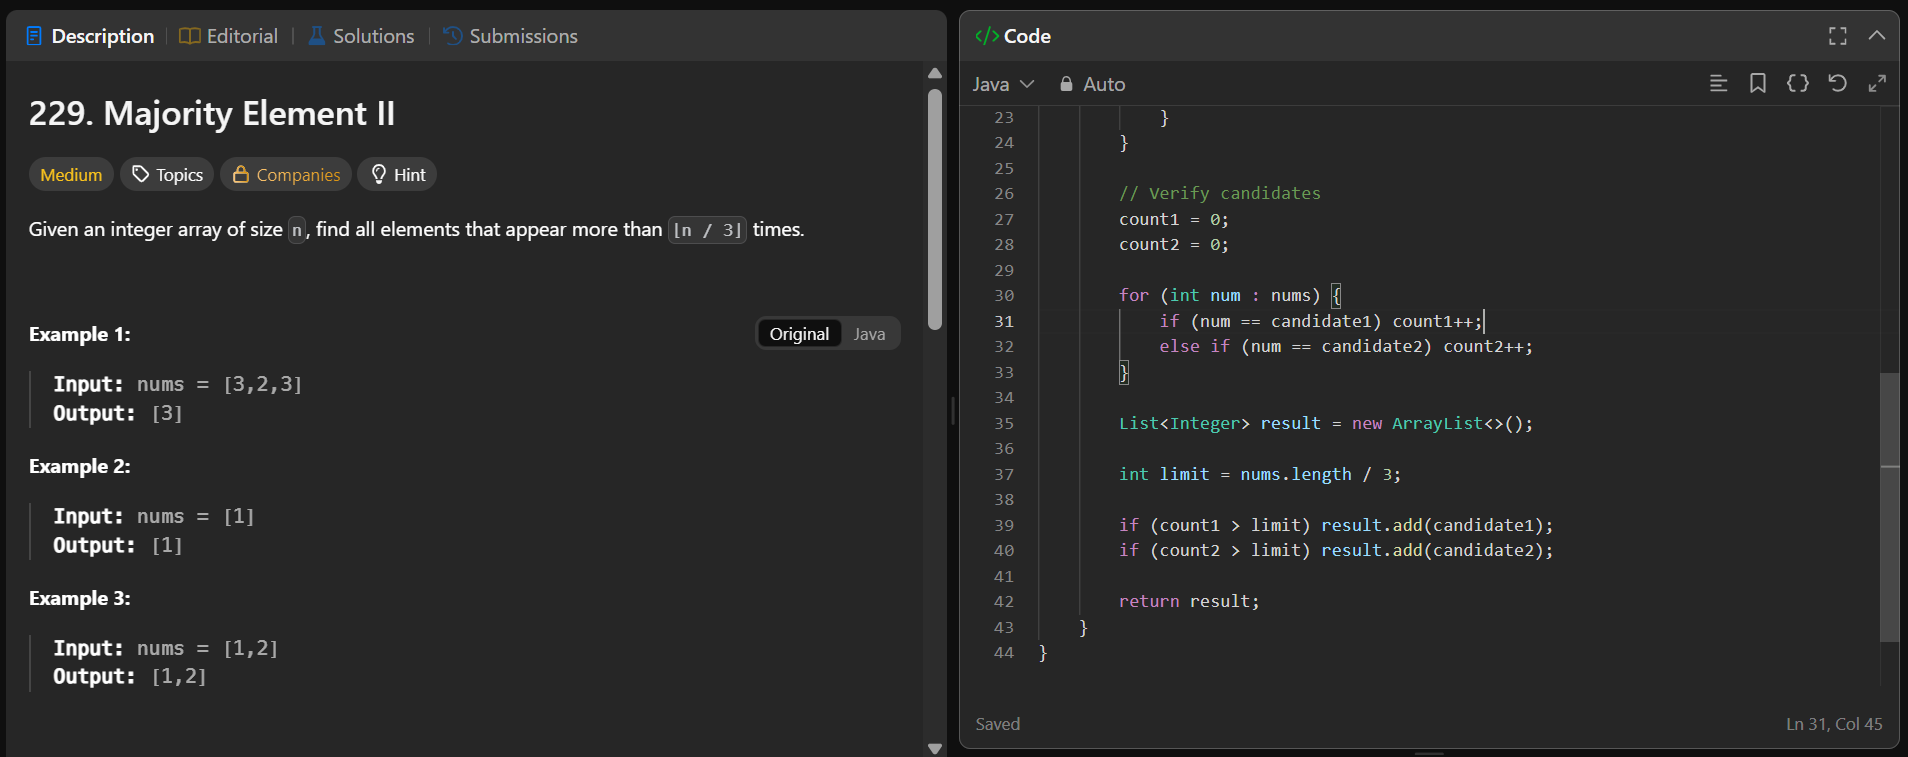 Description | Editorial | Solutions | Submissions
229. Majority Element II
Medium Topics Companies Hint
Given an integer array of size n, find all elements that appear more than ⌊n / 3⌋ times.
Example 1:
Original Java
Input: nums = [3,2,3]
Output: [3]
Example 2:
Input: nums = [1]
Output: [1]
Example 3:
Input: nums = [1,2]
Output: [1,2]
</> Code
Java Auto
23             }
24         }
25
26         // Verify candidates
27         count1 = 0;
28         count2 = 0;
29
30         for (int num : nums) {
31             if (num == candidate1) count1++;
32             else if (num == candidate2) count2++;
33         }
34
35         List<Integer> result = new ArrayList<>();
36
37         int limit = nums.length / 3;
38
39         if (count1 > limit) result.add(candidate1);
40         if (count2 > limit) result.add(candidate2);
41
42         return result;
43     }
44 }
Saved
Ln 31, Col 45